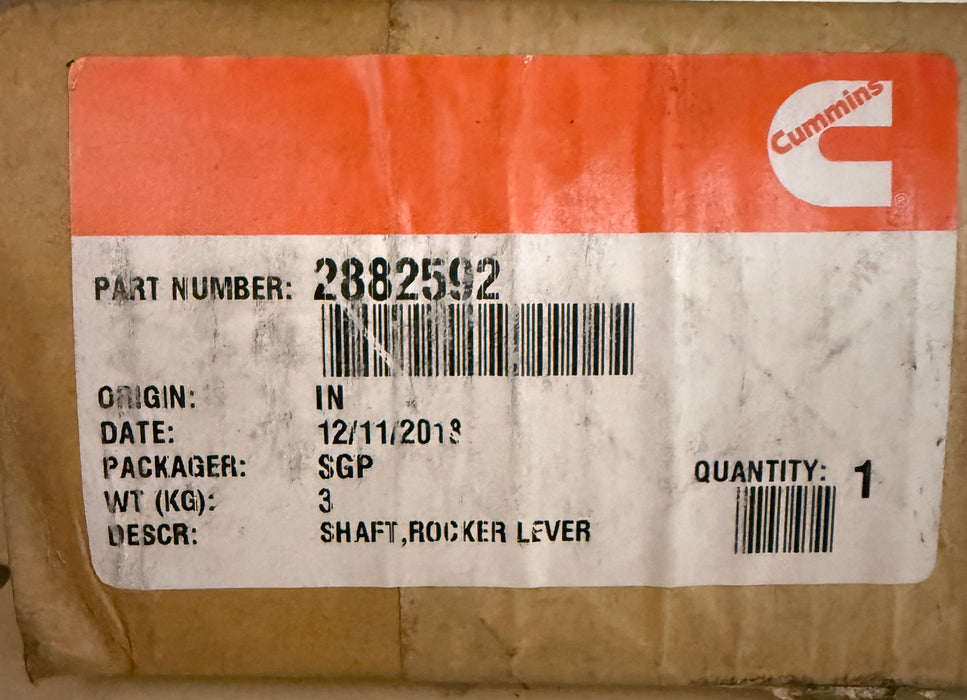 Cummins
®
PART NUMBER: 2882592
ORIGIN: IN
DATE: 12/11/2018
PACKAGER: SGP
WT (KG): 3
QUANTITY: 1
DESCR: SHAFT,ROCKER LEVER